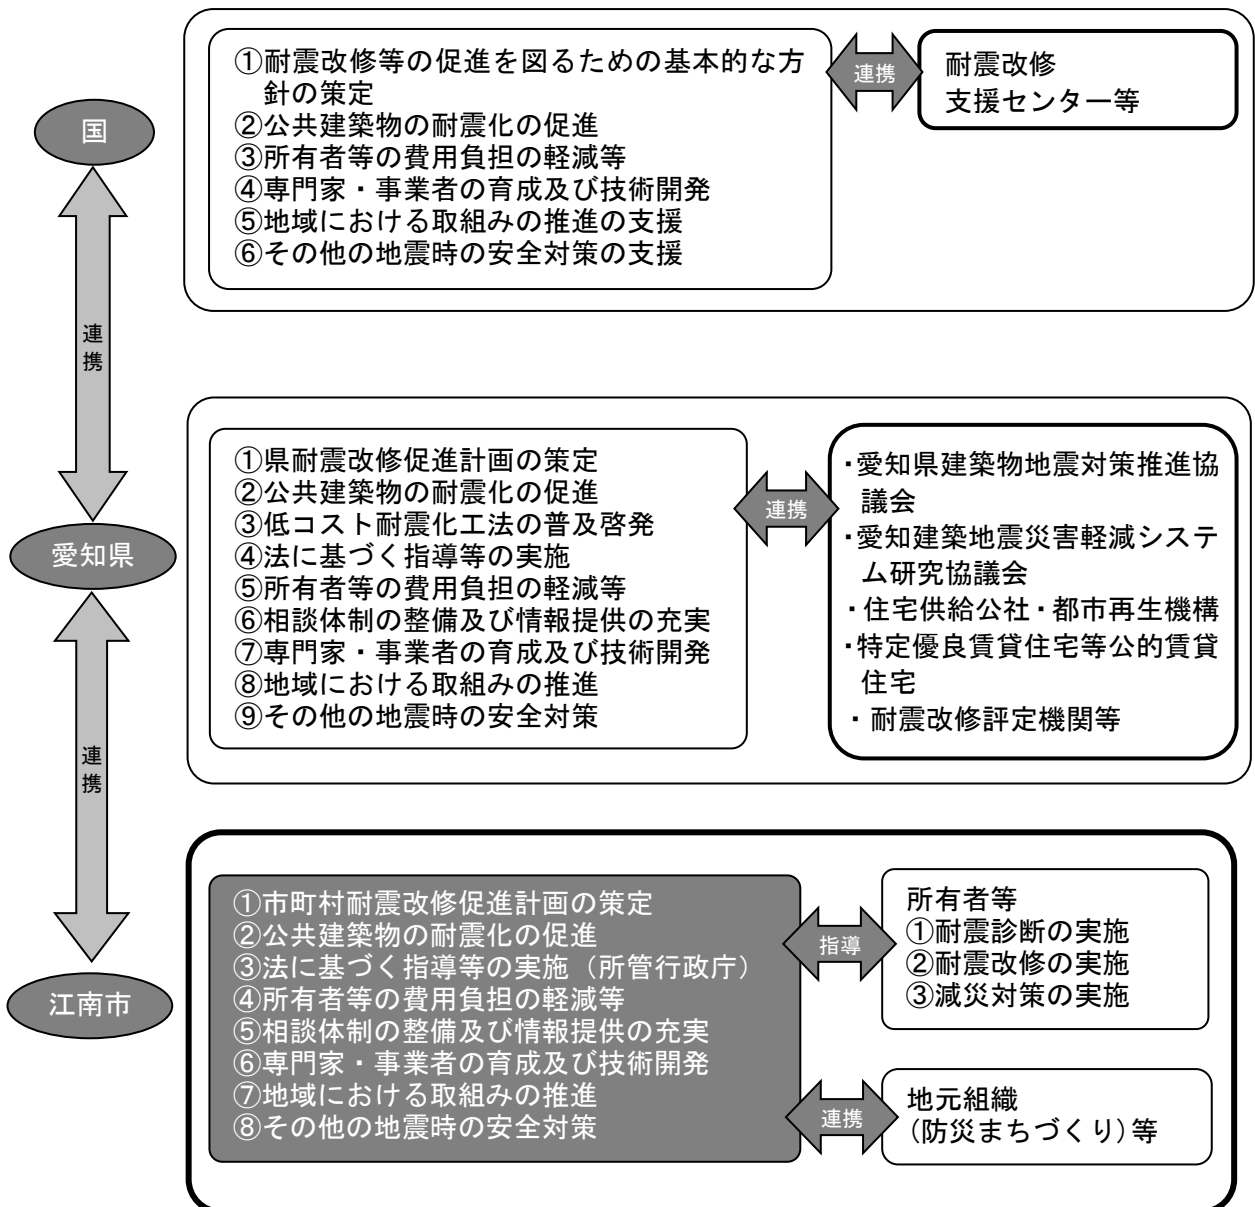 国
①耐震改修等の促進を図るための基本的な方
針の策定
②公共建築物の耐震化の促進
③所有者等の費用負担の軽減等
④専門家・事業者の育成及び技術開発
⑤地域における取組みの推進の支援
⑥その他の地震時の安全対策の支援
連携
耐震改修
支援センター等
連携
愛知県
①県耐震改修促進計画の策定
②公共建築物の耐震化の促進
③低コスト耐震化工法の普及啓発
④法に基づく指導等の実施
⑤所有者等の費用負担の軽減等
⑥相談体制の整備及び情報提供の充実
⑦専門家・事業者の育成及び技術開発
⑧地域における取組みの推進
⑨その他の地震時の安全対策
連携
・愛知県建築物地震対策推進協
議会
・愛知建築地震災害軽減システ
ム研究協議会
・住宅供給公社・都市再生機構
・特定優良賃貸住宅等公的賃貸
住宅
・耐震改修評定機関等
連携
江南市
①市町村耐震改修促進計画の策定
②公共建築物の耐震化の促進
③法に基づく指導等の実施（所管行政庁）
④所有者等の費用負担の軽減等
⑤相談体制の整備及び情報提供の充実
⑥専門家・事業者の育成及び技術開発
⑦地域における取組みの推進
⑧その他の地震時の安全対策
指導
所有者等
①耐震診断の実施
②耐震改修の実施
③減災対策の実施
連携
地元組織
(防災まちづくり)等